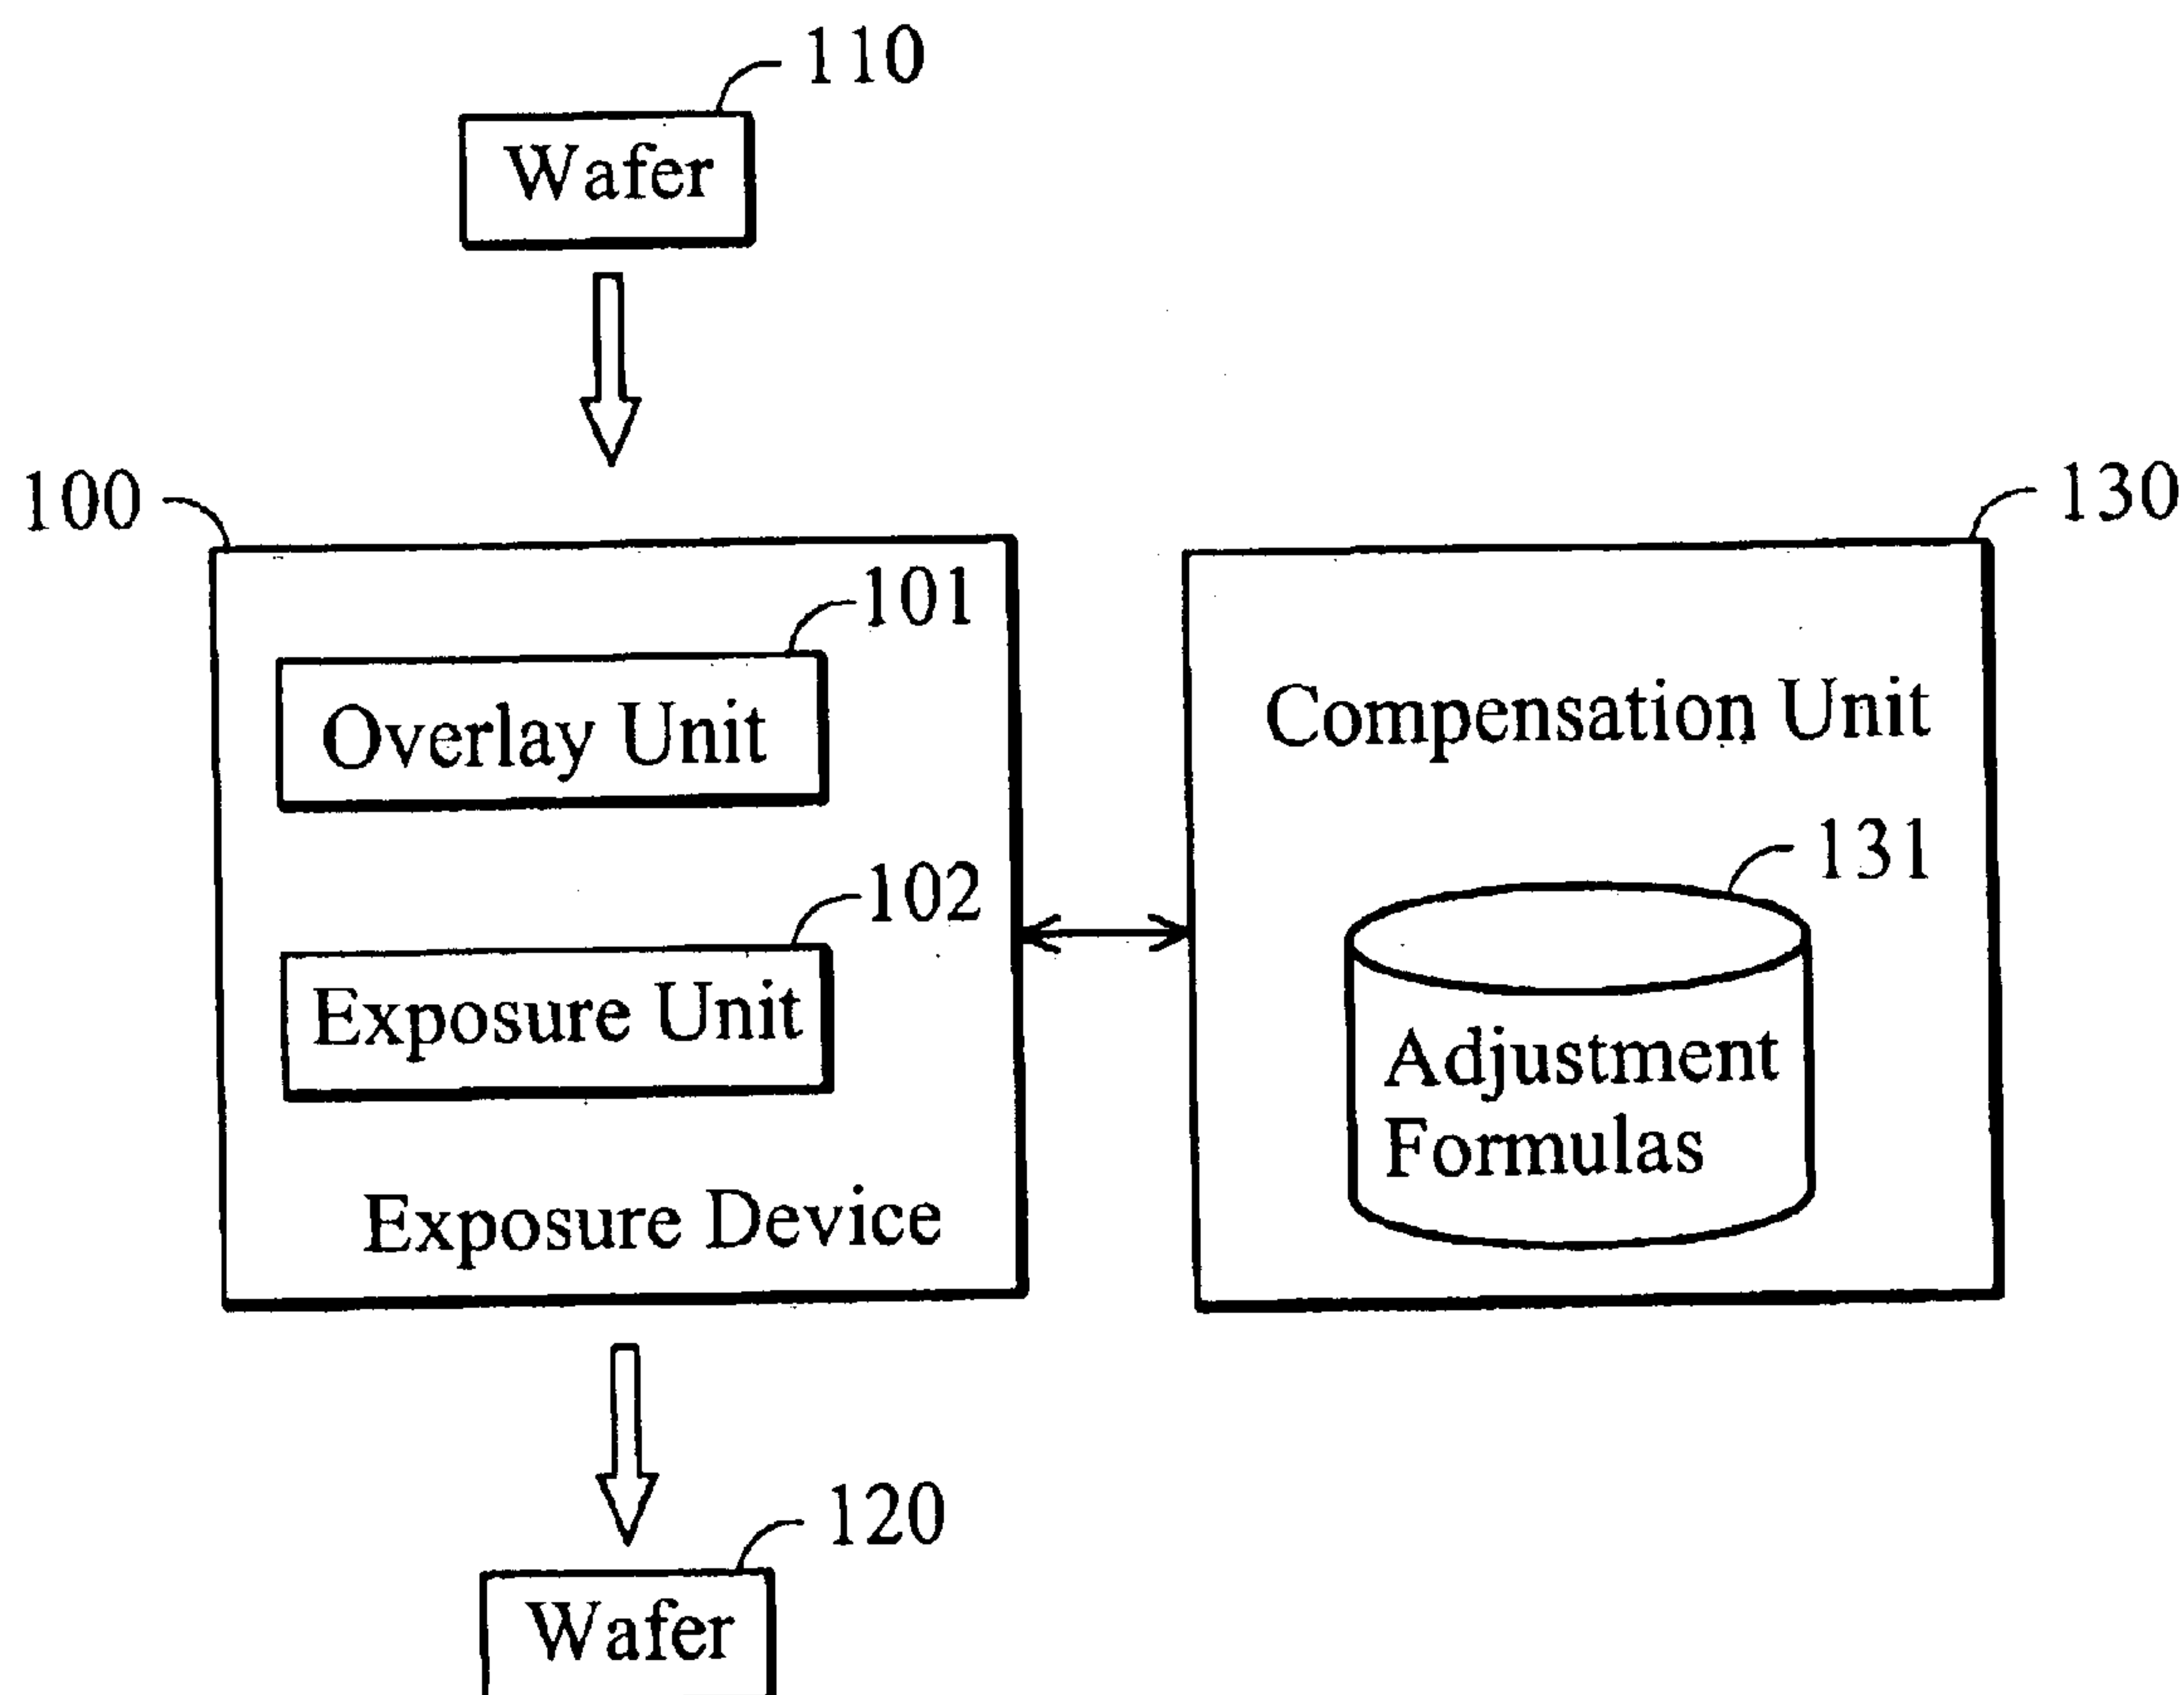 110
Wafer
100
130
101
Overlay Unit
Compensation Unit
131
102
Exposure Unit
Adjustment
Formulas
Exposure Device
120
Wafer